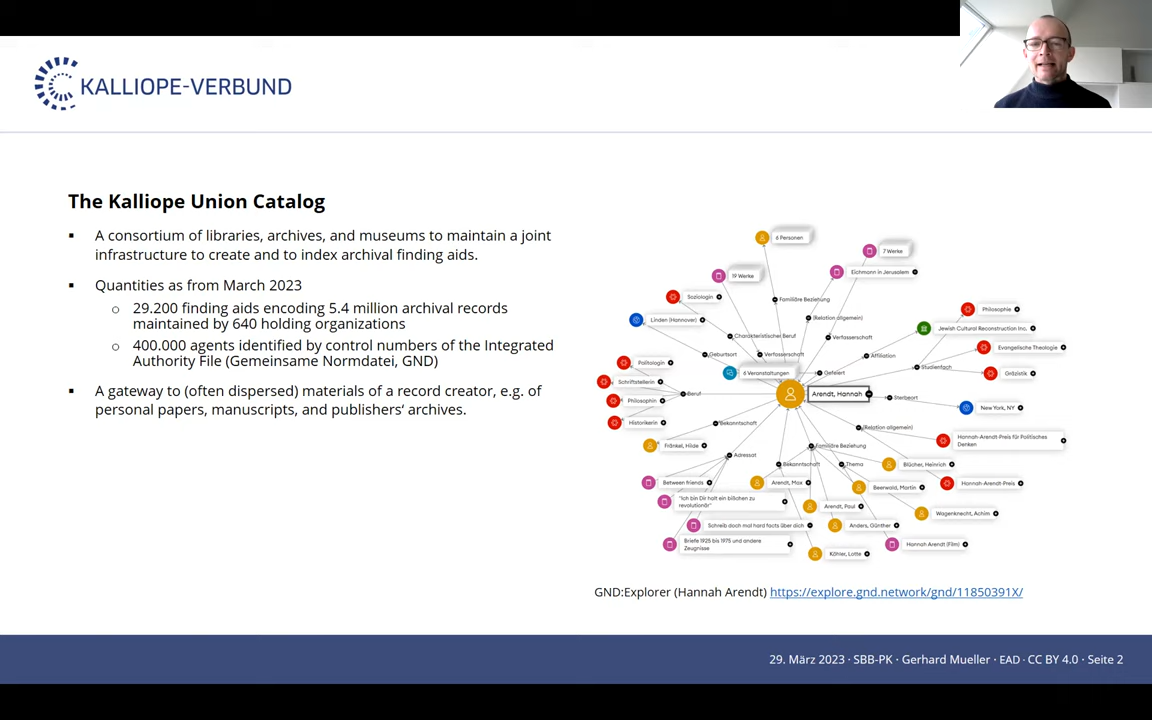 KALLIOPE-VERBUND
The Kalliope Union Catalog
▪ A consortium of libraries, archives, and museums to maintain a joint
infrastructure to create and to index archival finding aids.
▪ Quantities as from March 2023
o 29.200 finding aids encoding 5.4 million archival records
maintained by 640 holding organizations
o 400.000 agents identified by control numbers of the Integrated
Authority File (Gemeinsame Normdatei, GND)
▪ A gateway to (often dispersed) materials of a record creator, e.g. of
personal papers, manuscripts, and publishers‘ archives.
6 Personen
7 Werke
19 Werke
Eichmann in Jerusalem
Soziologin
Familiäre Beziehung
Philosophie
Linden (Hannover)
(Relation allgemein)
Jewish Cultural Reconstruction Inc.
Charakteristischer Beruf
Verfasserschaft
Evangelische Theologie
Geburtsort
Verfasserschaft
Affiliation
Politologin
Studienfach
6 Veranstaltungen
Gefeiert
Gräzistik
Schriftstellerin
Beruf
Arendt, Hannah
Sterbeort
Philosophin
New York, NY
Historikerin
Bekanntschaft
(Relation allgemein)
Hannah-Arendt-Preis für Politisches
Denken
Fränkel, Hilde
Familiäre Beziehung
Adressat
Bekanntschaft
Thema
Blücher, Heinrich
Between friends
Arendt, Max
Beerwald, Martin
Hannah-Arendt-Preis
"Ich bin Dir halt ein bißchen zu
revolutionär"
Arendt, Paul
Wagenknecht, Achim
Schreib doch mal hard facts über dich
Anders, Günther
Briefe 1925 bis 1975 und andere
Zeugnisse
Köhler, Lotte
Hannah Arendt (Film)
GND:Explorer (Hannah Arendt) https://explore.gnd.network/gnd/11850391X/
29. März 2023 · SBB-PK · Gerhard Mueller · EAD · CC BY 4.0 · Seite 2